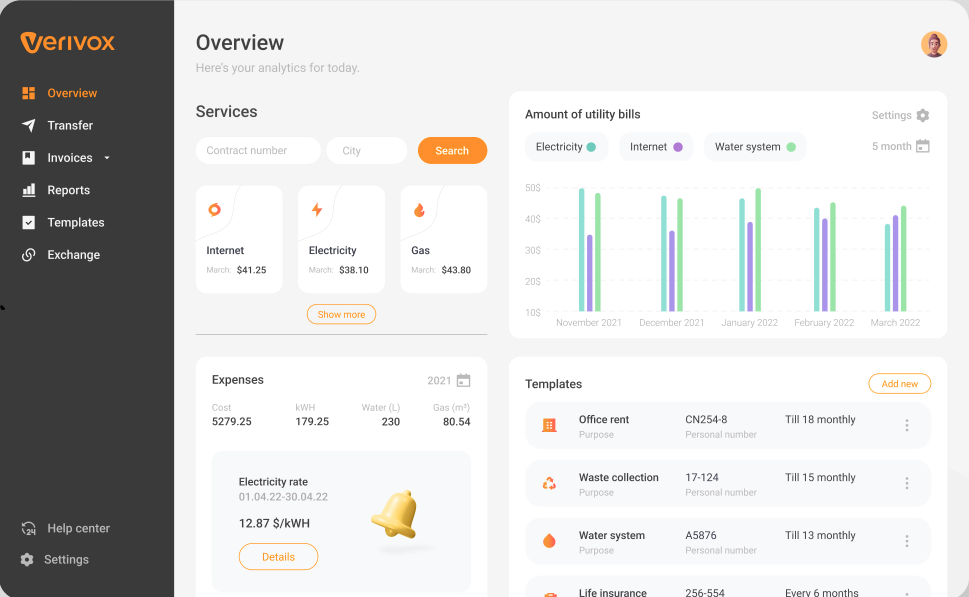 Verivox
Overview
Transfer
Invoices
Reports
Templates
Exchange
24
Help center
Settings
Overview
Here's your analytics for today.
Services
Contract number
City
Search
Internet
March: $41.25
Electricity
March: $38.10
Gas
March: $43.80
Show more
Amount of utility bills
Settings
Electricity
Internet
Water system
5 month
50$
40$
30$
20$
10$
November 2021
December 2021
January 2022
February 2022
March 2022
Expenses
2021
Cost
kWH
Water (L)
Gas (m³)
5279.25
179.25
230
80.54
Electricity rate
01.04.22-30.04.22
12.87 $/kWH
Details
Templates
Add new
Office rent
CN254-8
Till 18 monthly
Purpose
Personal number
Waste collection
17-124
Till 15 monthly
Purpose
Personal number
Water system
A5876
Till 13 monthly
Purpose
Personal number
Life insurance
256-554
Every 6 months